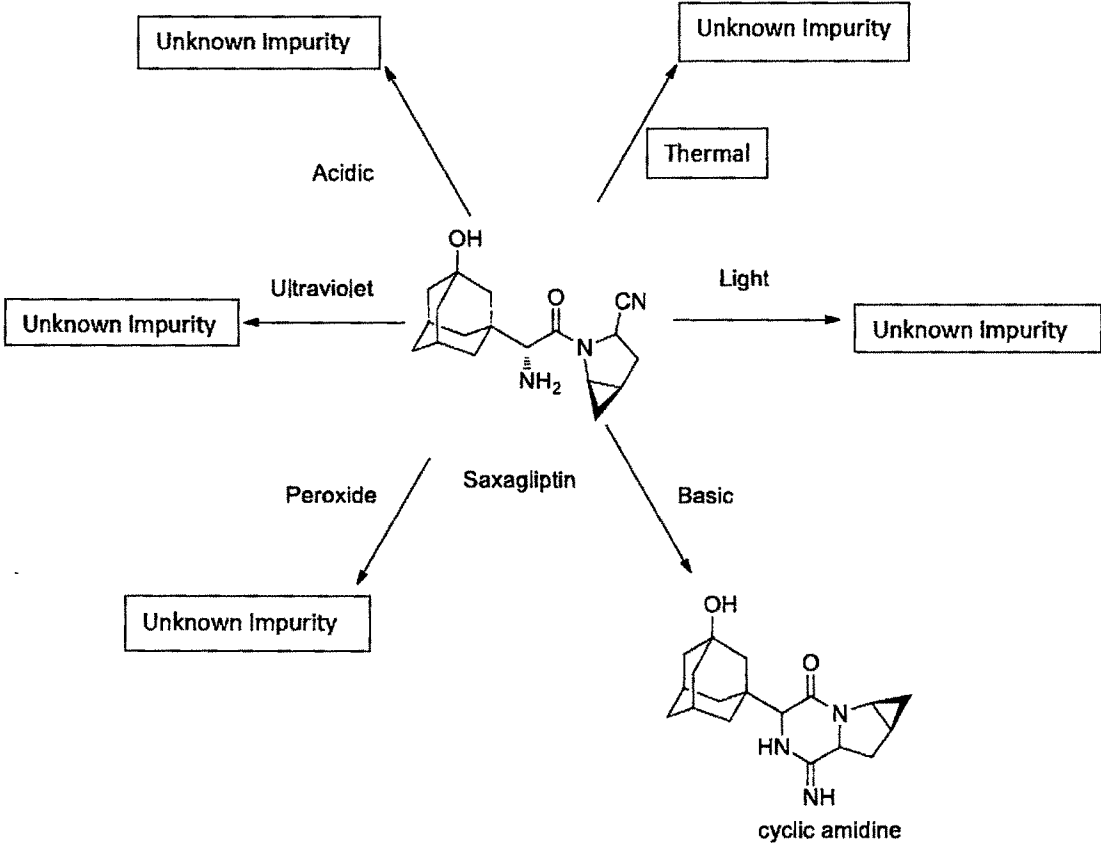 Unknown Impurity
Unknown Impurity
Thermal
Acidic
OH
Ultraviolet
Light
O
CN
Unknown Impurity
N
Unknown Impurity
NH₂
Saxagliptin
Peroxide
Basic
OH
Unknown Impurity
O
N
HN
NH
cyclic amidine